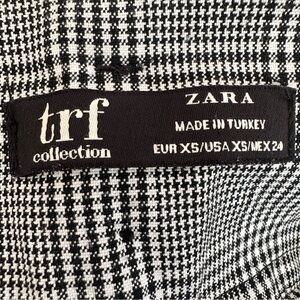 trf
collection
ZARA
MADE IN TURKEY
EUR XS/USA XS/MEX 24